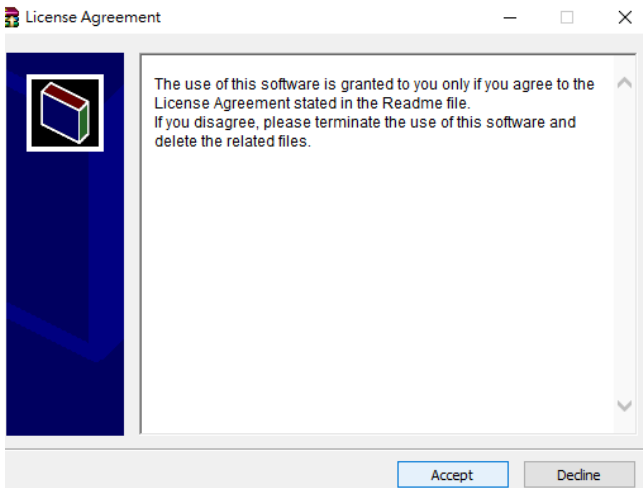 License Agreement
The use of this software is granted to you only if you agree to the
License Agreement stated in the Readme file.
If you disagree, please terminate the use of this software and
delete the related files.
Accept
Decline